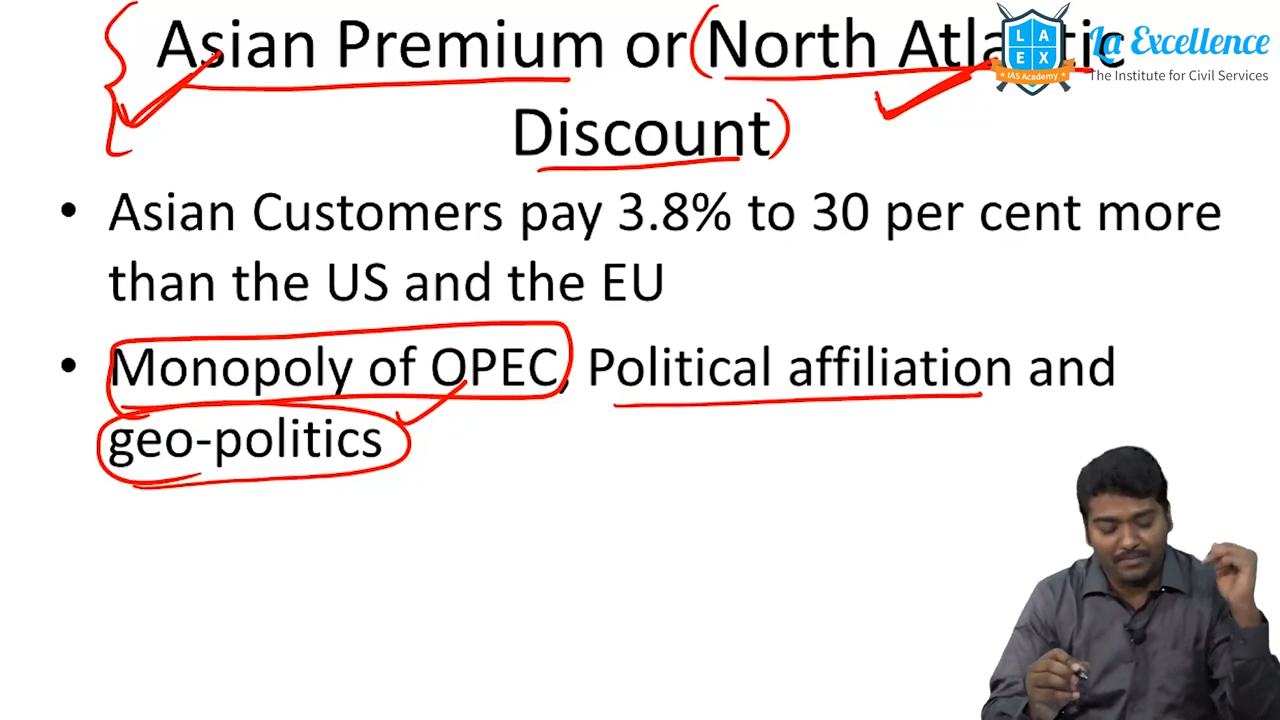 Asian Premium or North Atlantic
Discount
• Asian Customers pay 3.8% to 30 per cent more
than the US and the EU
• Monopoly of OPEC, Political affiliation and
geo-politics
L A
E X
IAS Academy
La Excellence
The Institute for Civil Services